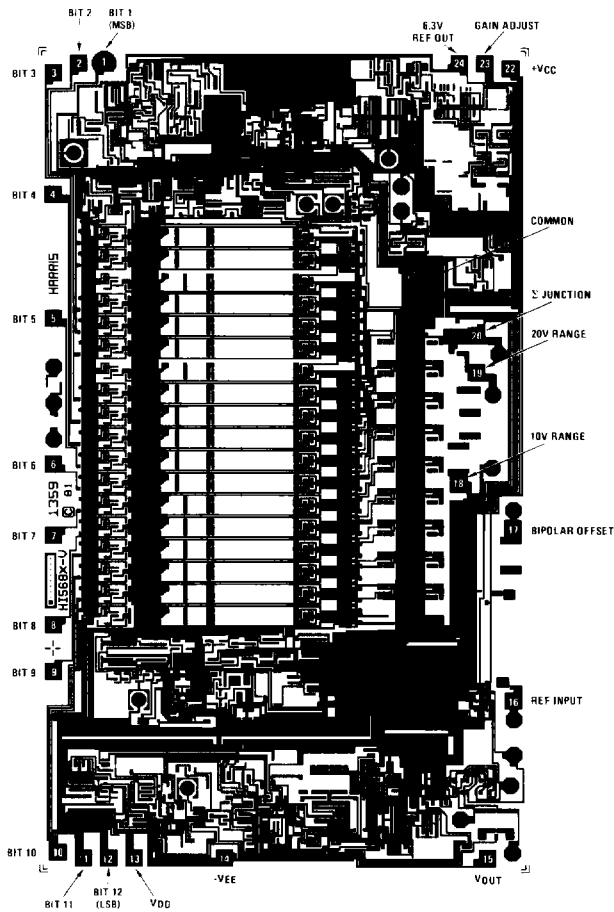 BIT 2
BIT 1
(MSB)
6.3V
REF OUT
GAIN ADJUST
BIT 3
3
2
1
24
23
22
+VCC
BIT 4
4
COMMON
HARRIS
BIT 5
5
Σ JUNCTION
20
20V RANGE
19
BIT 6
6
10V RANGE
18
1359
© 81
BIT 7
7
17
BIPOLAR OFFSET
HI568X-V
BIT 8
8
BIT 9
9
16
REF INPUT
BIT 10
10
11
12
13
14
15
BIT 11
BIT 12
(LSB)
VDD
-VEE
VOUT